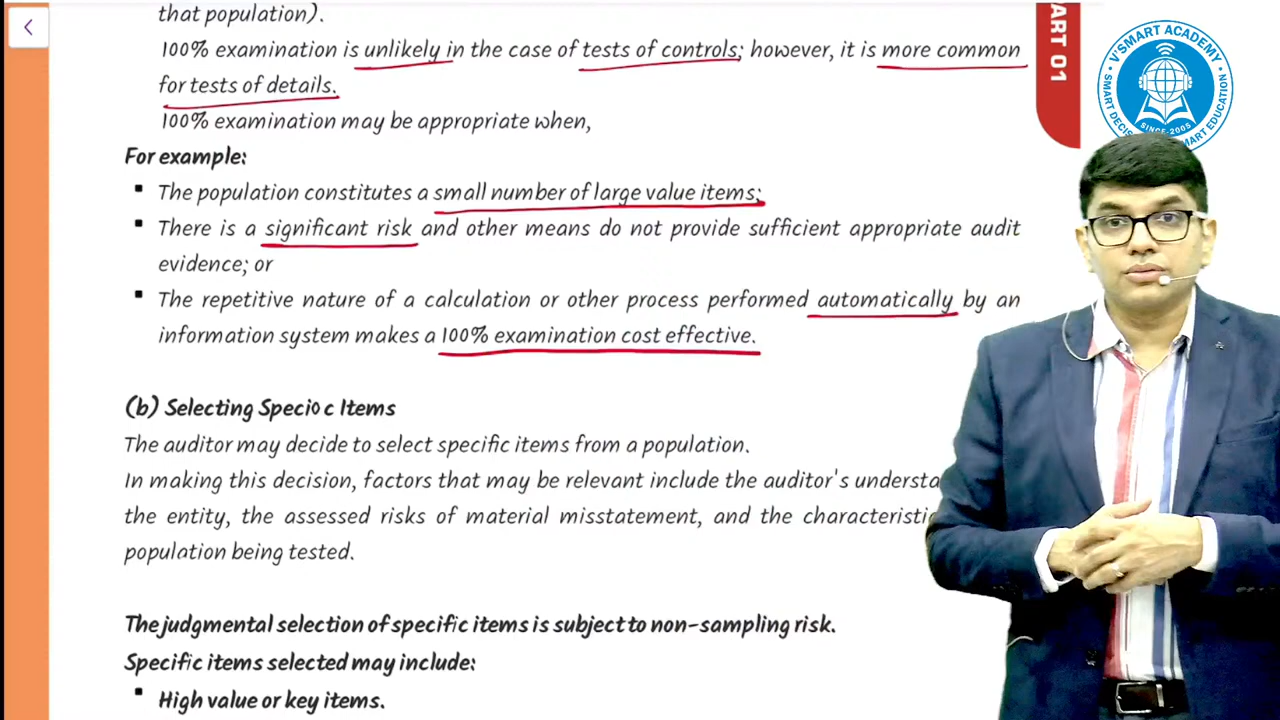 that population).
100% examination is unlikely in the case of tests of controls; however, it is more common
for tests of details.
100% examination may be appropriate when,
For example:
▪ The population constitutes a small number of large value items;
▪ There is a significant risk and other means do not provide sufficient appropriate audit
evidence; or
▪ The repetitive nature of a calculation or other process performed automatically by an
information system makes a 100% examination cost effective.
(b) Selecting Specio c Items
The auditor may decide to select specific items from a population.
In making this decision, factors that may be relevant include the auditor's understa
the entity, the assessed risks of material misstatement, and the characteristic
population being tested.
The judgmental selection of specific items is subject to non-sampling risk.
Specific items selected may include:
▪ High value or key items.
ART 01
V'SMART ACADEMY
SMART DECIS
SMART EDUCATION
SINCE-2005